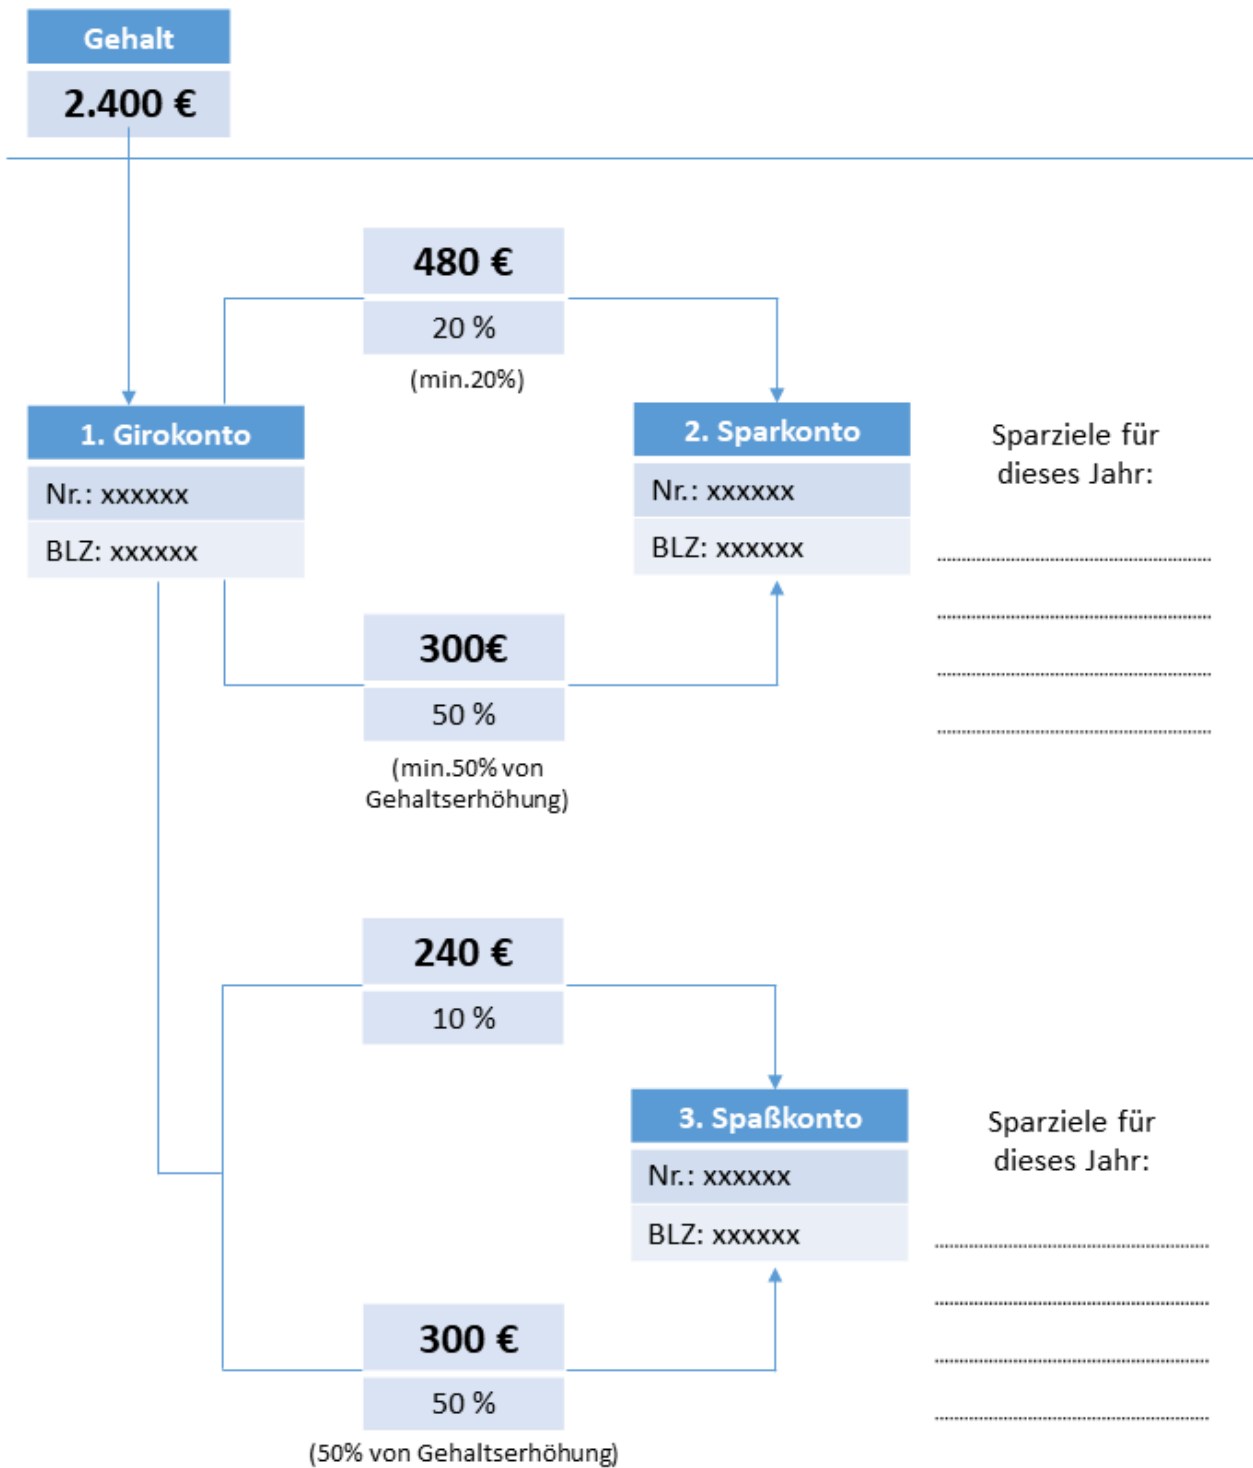 Gehalt
2.400 €
480 €
20 %
(min.20%)
1. Girokonto
Nr.: xxxxxx
BLZ: xxxxxx
2. Sparkonto
Nr.: xxxxxx
BLZ: xxxxxx
Sparziele für
dieses Jahr:
300€
50 %
(min.50% von
Gehaltserhöhung)
240 €
10 %
3. Spaßkonto
Nr.: xxxxxx
BLZ: xxxxxx
Sparziele für
dieses Jahr:
300 €
50 %
(50% von Gehaltserhöhung)